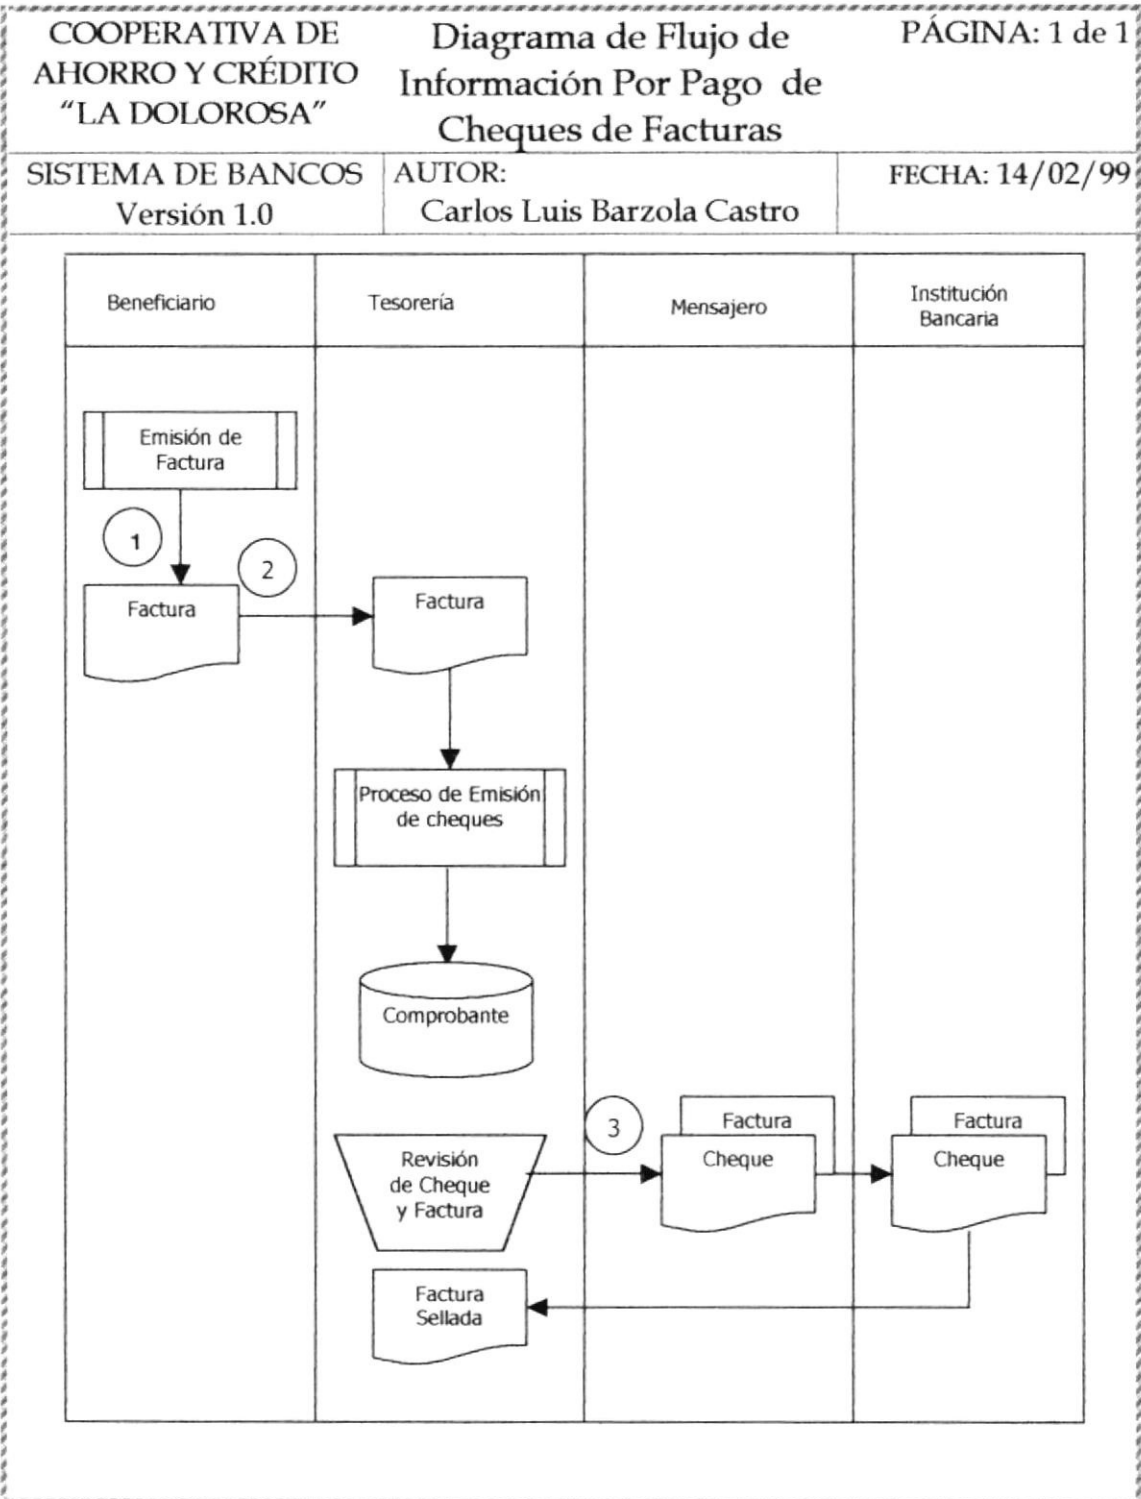 COOPERATIVA DE
AHORRO Y CRÉDITO
“LA DOLOROSA”
Diagrama de Flujo de
Información Por Pago de
Cheques de Facturas
PÁGINA: 1 de 1
SISTEMA DE BANCOS
Versión 1.0
AUTOR:
Carlos Luis Barzola Castro
FECHA: 14/02/99
Beneficiario
Tesorería
Mensajero
Institución
Bancaria
Emisión de
Factura
1
2
Factura
Factura
Proceso de Emisión
de cheques
Comprobante
Revisión
de Cheque
y Factura
3
Factura
Cheque
Factura
Cheque
Factura
Sellada